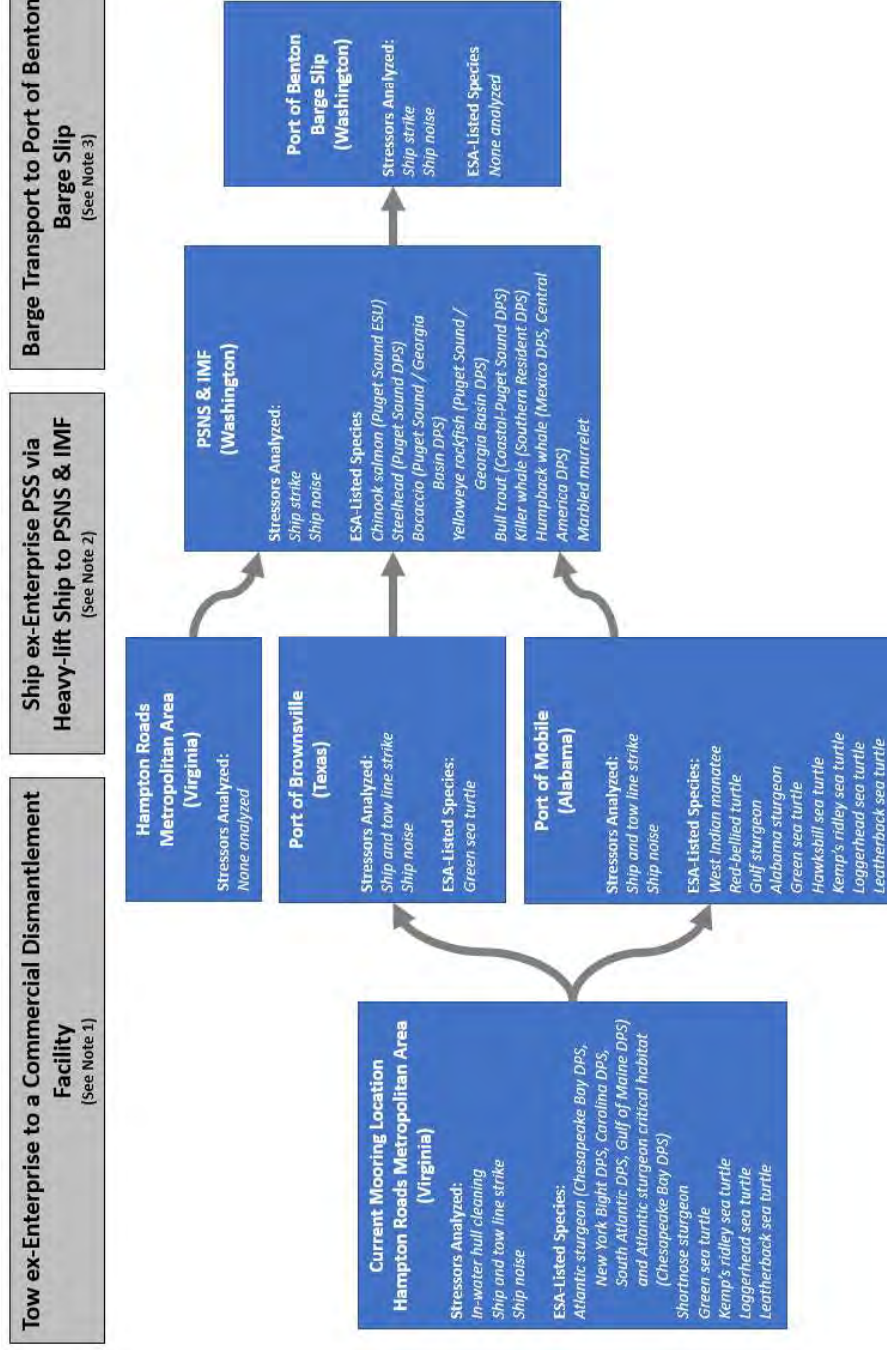 Tow ex-Enterprise to a Commercial Dismantlement
Facility
(See Note 1)
Ship ex-Enterprise PSS via
Heavy-lift Ship to PSNS & IMF
(See Note 2)
Barge Transport to Port of Benton
Barge Slip
(See Note 3)
Current Mooring Location
Hampton Roads Metropolitan Area
(Virginia)
Stressors Analyzed:
In-water hull cleaning
Ship and tow line strike
Ship noise
ESA-Listed Species:
Atlantic sturgeon (Chesapeake Bay DPS,
New York Bight DPS, Carolina DPS,
South Atlantic DPS, Gulf of Maine DPS)
and Atlantic sturgeon critical habitat
(Chesapeake Bay DPS)
Shortnose sturgeon
Green sea turtle
Kemp's ridley sea turtle
Loggerhead sea turtle
Leatherback sea turtle
Hampton Roads
Metropolitan Area
(Virginia)
Stressors Analyzed:
None analyzed
Port of Brownsville
(Texas)
Stressors Analyzed:
Ship and tow line strike
Ship noise
ESA-Listed Species:
Green sea turtle
Port of Mobile
(Alabama)
Stressors Analyzed:
Ship and tow line strike
Ship noise
ESA-Listed Species:
West Indian manatee
Red-bellied turtle
Gulf sturgeon
Alabama sturgeon
Green sea turtle
Hawksbill sea turtle
Kemp's ridley sea turtle
Loggerhead sea turtle
Leatherback sea turtle
PSNS & IMF
(Washington)
Stressors Analyzed:
Ship strike
Ship noise
ESA-Listed Species
Chinook salmon (Puget Sound ESU)
Steelhead (Puget Sound DPS)
Bocaccio (Puget Sound / Georgia
Basin DPS)
Yelloweye rockfish (Puget Sound /
Georgia Basin DPS)
Bull trout (Coastal-Puget Sound DPS)
Killer whale (Southern Resident DPS)
Humpback whale (Mexico DPS, Central
America DPS)
Marbled murrelet
Port of Benton
Barge Slip
(Washington)
Stressors Analyzed:
Ship strike
Ship noise
ESA-Listed Species
None analyzed